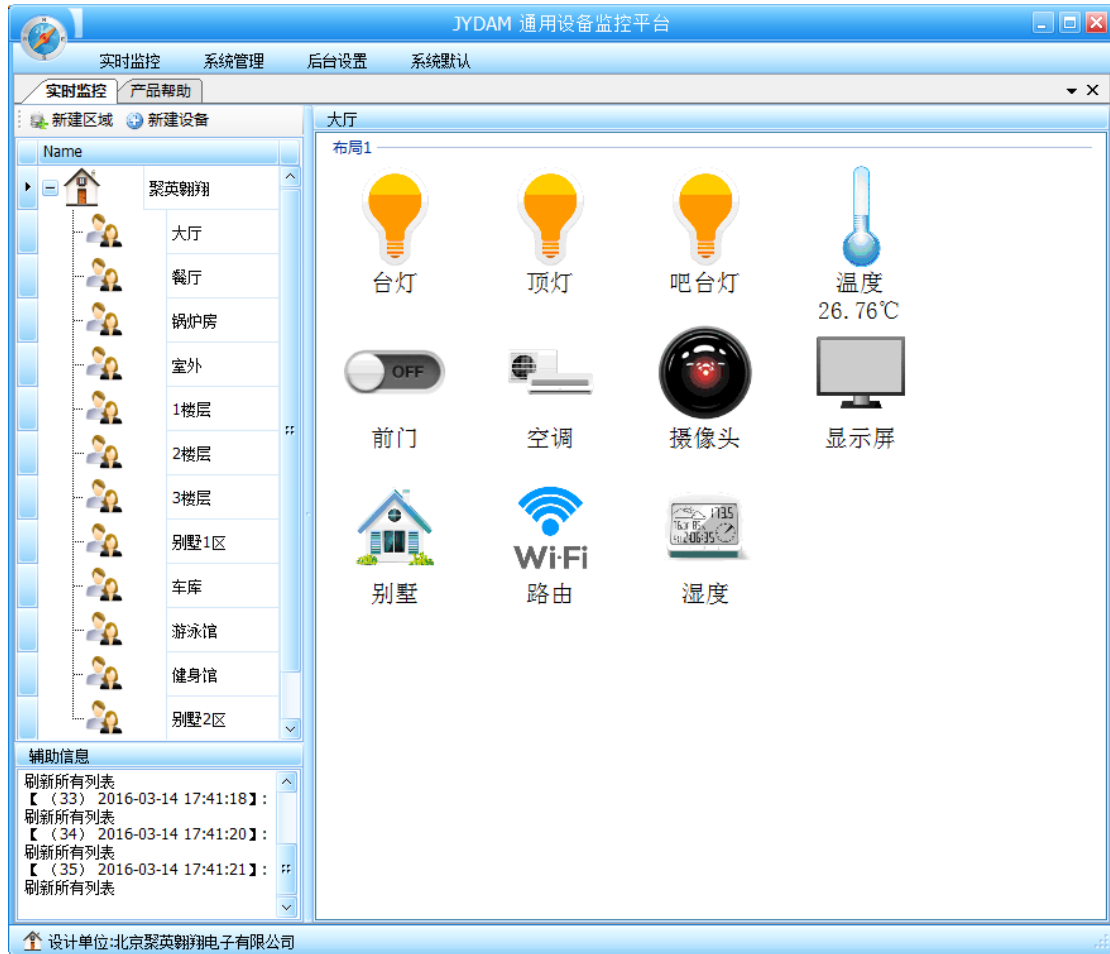 JYDAM 通用设备监控平台
实时监控 系统管理 后台设置 系统默认
实时监控 产品帮助
新建区域 新建设备
Name
聚英翱翔
大厅
餐厅
锅炉房
室外
1楼层
2楼层
3楼层
别墅1区
车库
游泳馆
健身馆
别墅2区
辅助信息
刷新所有列表
【 （33） 2016-03-14 17:41:18】:
刷新所有列表
【 （34） 2016-03-14 17:41:20】:
刷新所有列表
【 （35） 2016-03-14 17:41:21】:
刷新所有列表
大厅
布局1
台灯 顶灯 吧台灯 温度
26.76℃
OFF
前门 空调 摄像头 显示屏
Wi-Fi
别墅 路由 湿度
设计单位:北京聚英翱翔电子有限公司